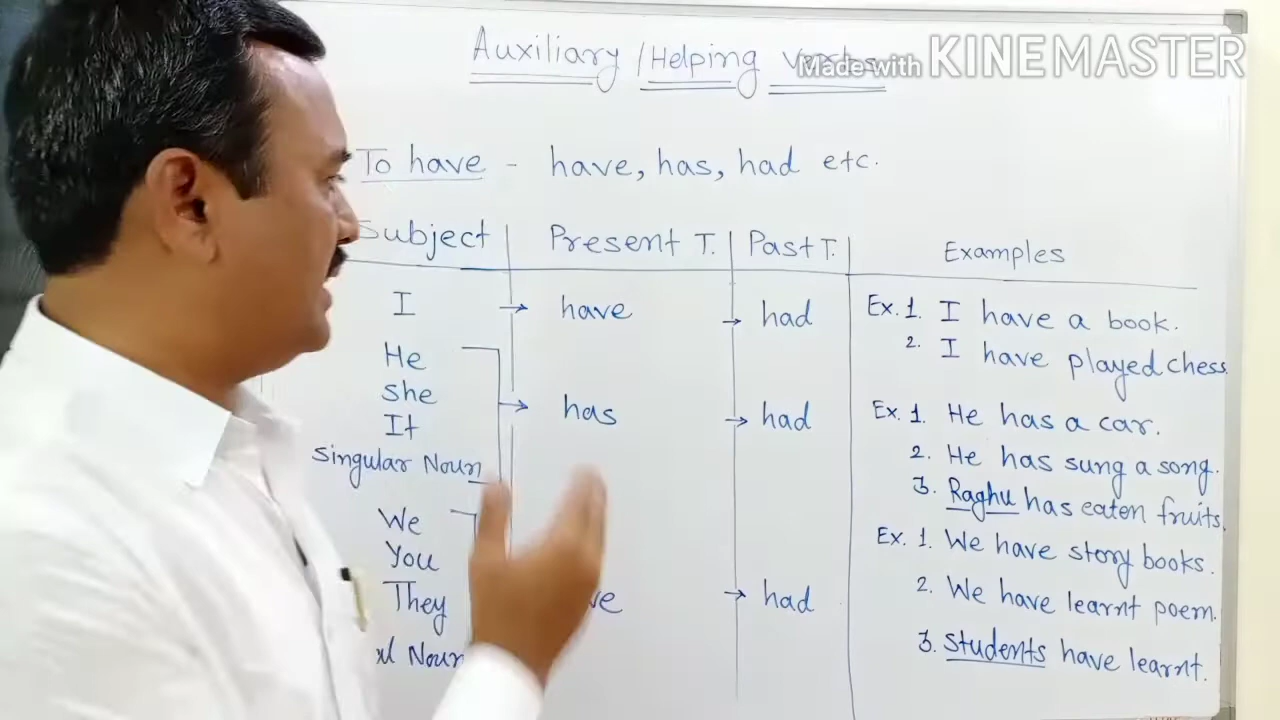 Auxiliary / Helping Verbs
Made with KINEMASTER
To have - have, has, had etc.
Subject Present T. Past T. Examples
I → have → had Ex. 1. I have a book.
2. I have played chess.
He
She → has → had Ex. 1. He has a car.
It
2. He has sung a song.
Singular Noun
3. Raghu has eaten fruits.
We Ex. 1. We have story books.
You
They → had 2. We have learnt poem.
Noun 3. Students have learnt.